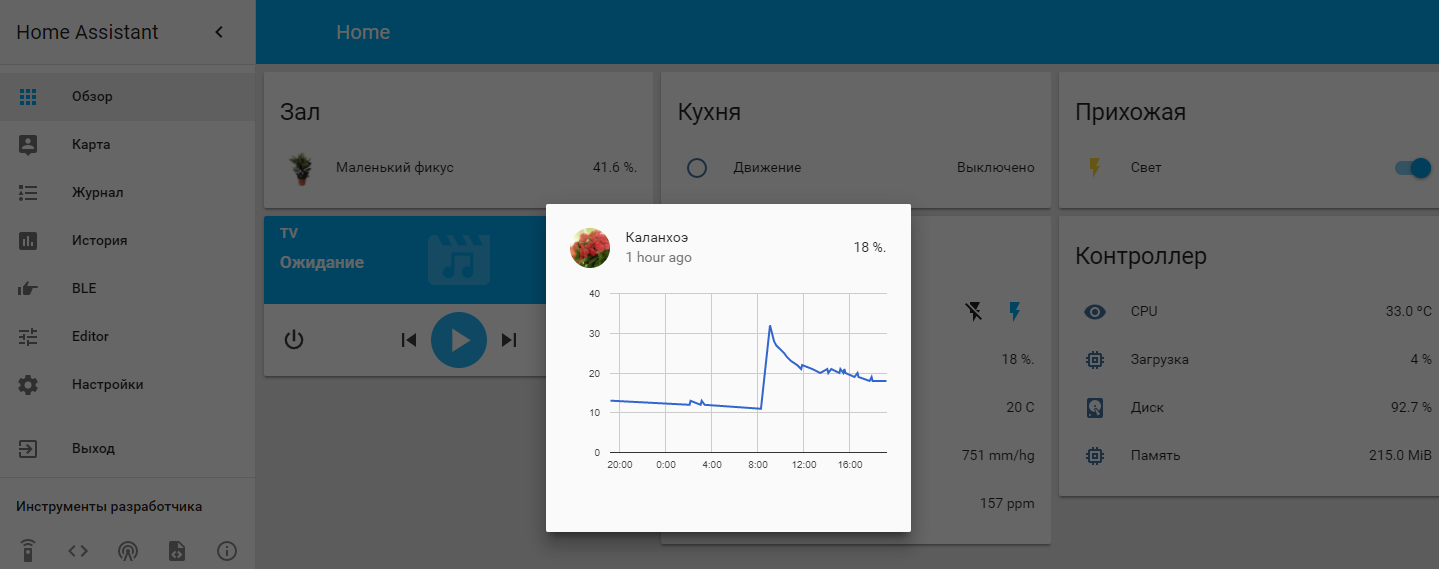 Home Assistant
Home
Обзор
Карта
Журнал
История
BLE
Editor
Настройки
Выход
Инструменты разработчика
Зал
Маленький фикус 41.6 %.
TV
Ожидание
Кухня
Движение Выключено
18 %.
20 C
751 mm/hg
157 ppm
Прихожая
Свет
Контроллер
CPU 33.0 ºC
Загрузка 4 %
Диск 92.7 %
Память 215.0 MiB
Каланхоэ 18 %.
1 hour ago
40
30
20
10
0
20:00 0:00 4:00 8:00 12:00 16:00